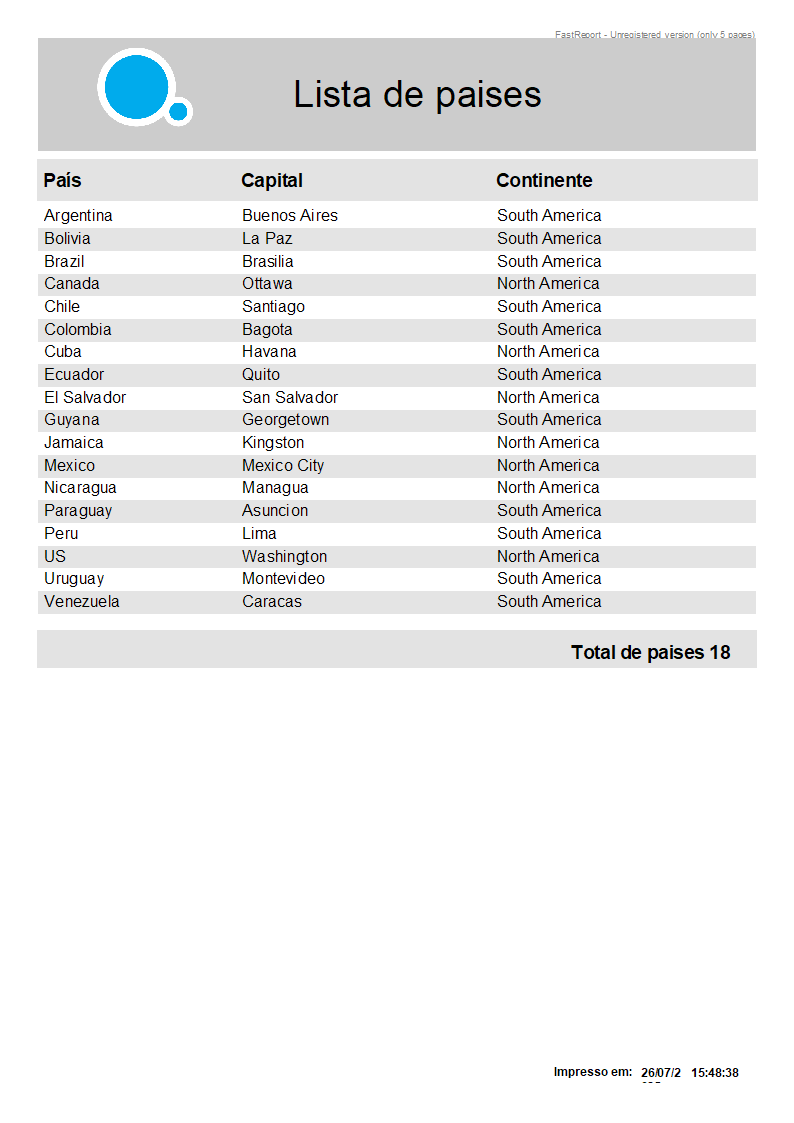 FastReport - Unregistered version (only 5 pages)
Lista de paises
País Capital Continente
Argentina Buenos Aires South America
Bolivia La Paz South America
Brazil Brasilia South America
Canada Ottawa North America
Chile Santiago South America
Colombia Bagota South America
Cuba Havana North America
Ecuador Quito South America
El Salvador San Salvador North America
Guyana Georgetown South America
Jamaica Kingston North America
Mexico Mexico City North America
Nicaragua Managua North America
Paraguay Asuncion South America
Peru Lima South America
US Washington North America
Uruguay Montevideo South America
Venezuela Caracas South America
Total de paises 18
Impresso em: 26/07/2 15:48:38